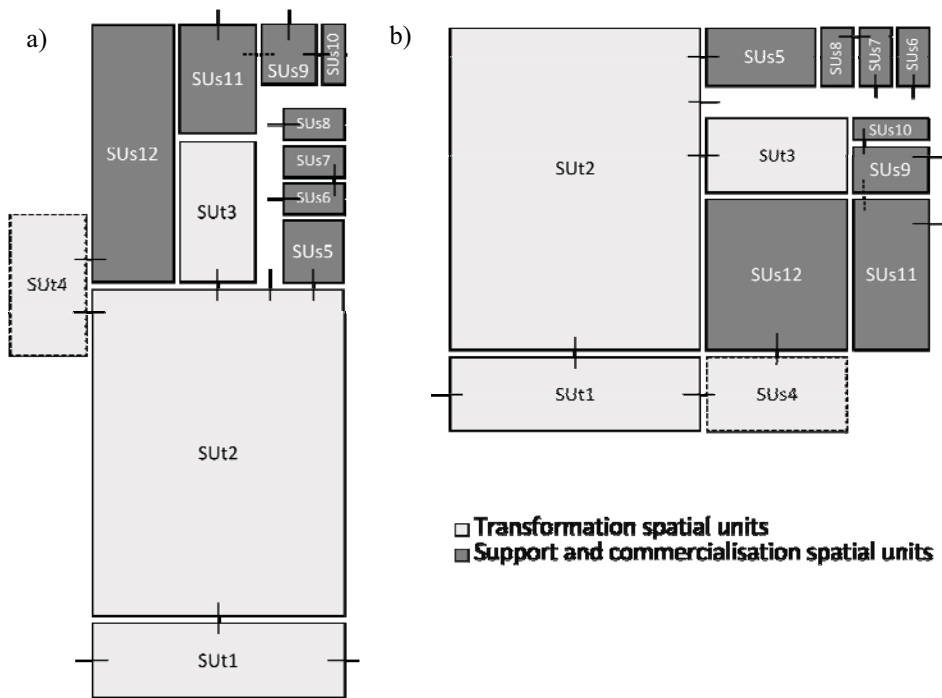 a)
SUs11
SUs9
SUs10
SUs12
SUs8
SUs7
SUs6
SUt3
SUs5
SUt4
SUt2
SUt1
b)
SUs5
SUs8
SUs7
SUs6
SUt2
SUt3
SUs10
SUs9
SUs12
SUs11
SUt1
SUs4
Transformation spatial units
Support and commercialisation spatial units